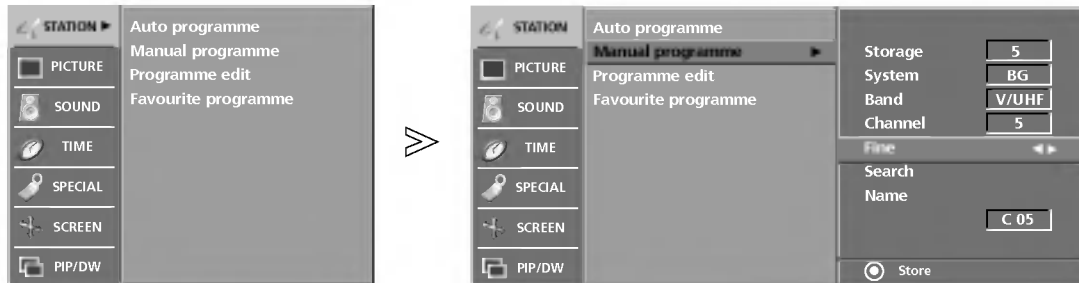 STATION
PICTURE
SOUND
TIME
SPECIAL
SCREEN
PIP/DW
Auto programme
Manual programme
Programme edit
Favourite programme
STATION
PICTURE
SOUND
TIME
SPECIAL
SCREEN
PIP/DW
Auto programme
Manual programme
Programme edit
Favourite programme
Storage 5
System BG
Band V/UHF
Channel 5
Fine
Search
Name
C 05
Store